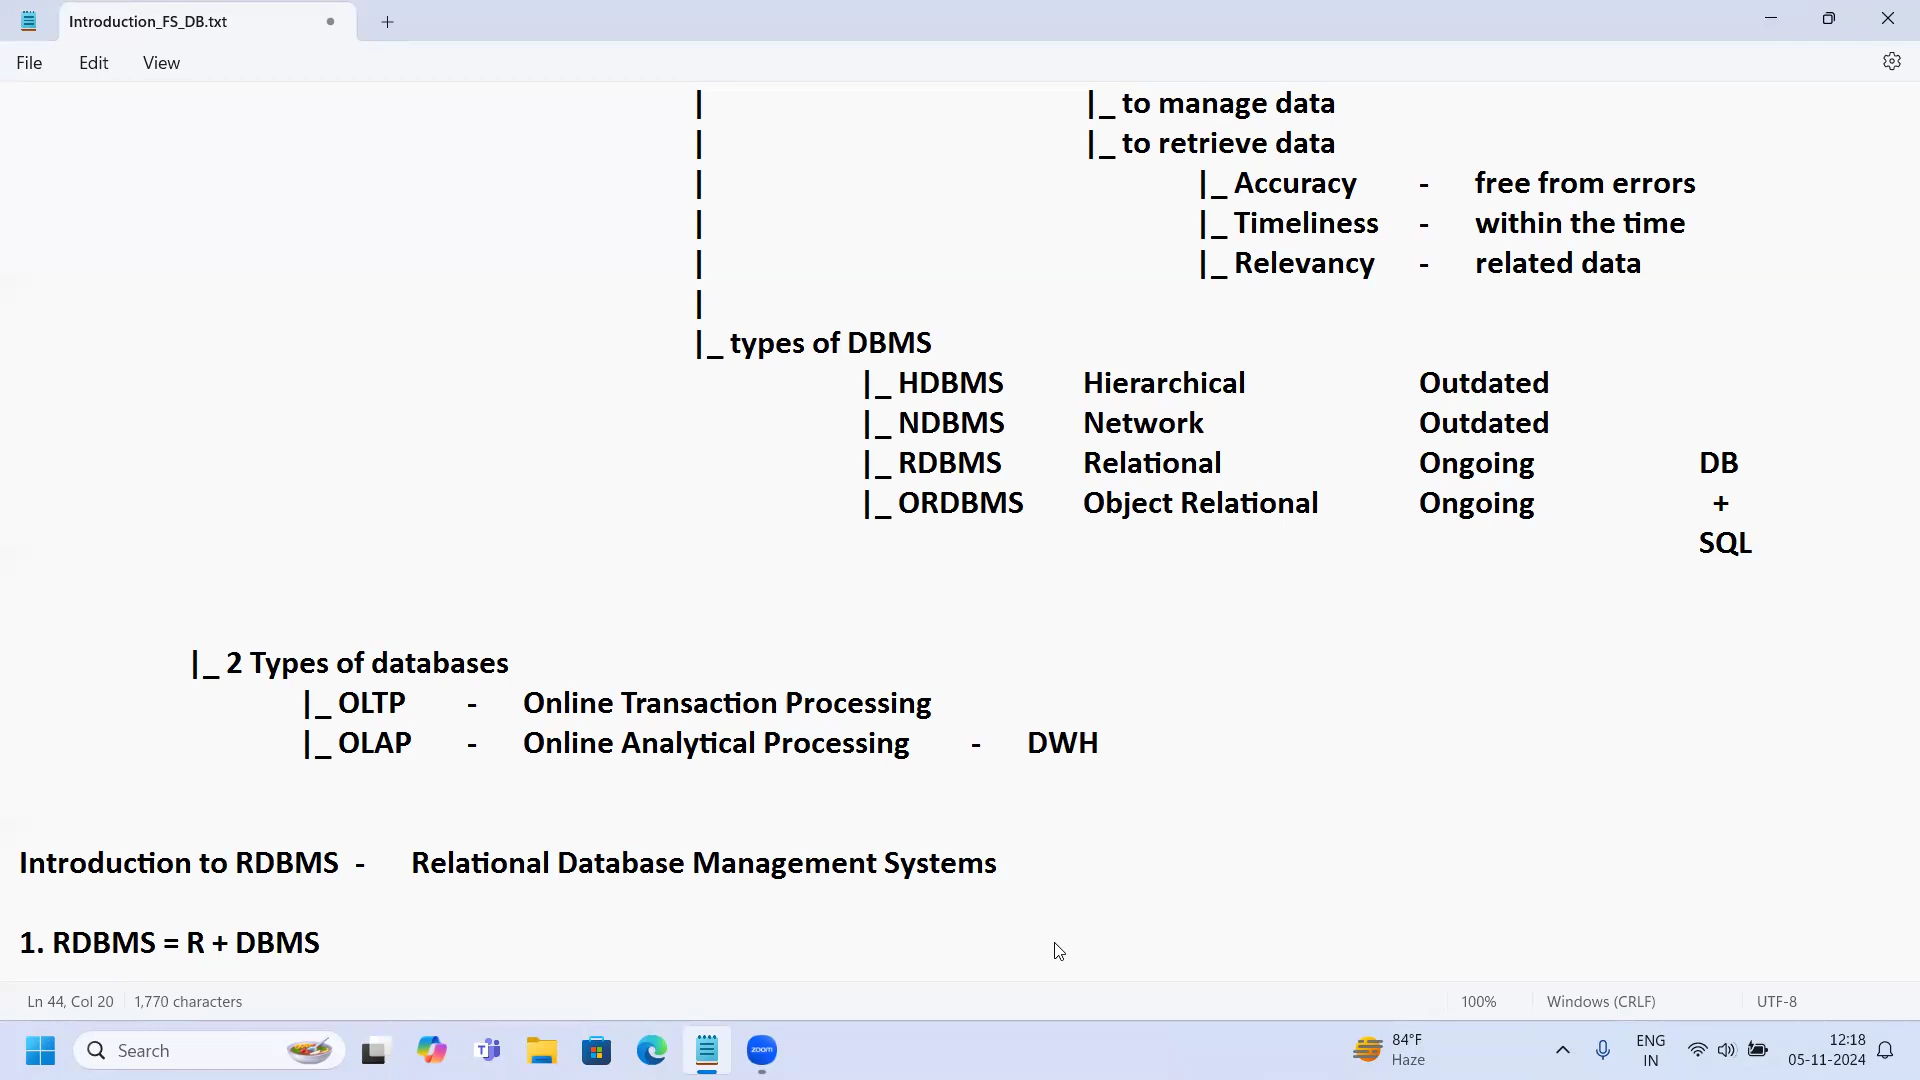 Introduction_FS_DB.txt
File Edit View
| |_ to manage data
| |_ to retrieve data
| |_ Accuracy - free from errors
| |_ Timeliness - within the time
| |_ Relevancy - related data
|
|_ types of DBMS
|_ HDBMS Hierarchical Outdated
|_ NDBMS Network Outdated
|_ RDBMS Relational Ongoing DB
|_ ORDBMS Object Relational Ongoing +
SQL
|_ 2 Types of databases
|_ OLTP - Online Transaction Processing
|_ OLAP - Online Analytical Processing - DWH
Introduction to RDBMS - Relational Database Management Systems
1. RDBMS = R + DBMS
Ln 44, Col 20 1,770 characters 100% Windows (CRLF) UTF-8
Search zoom 84°F ENG 12:18
Haze IN 05-11-2024